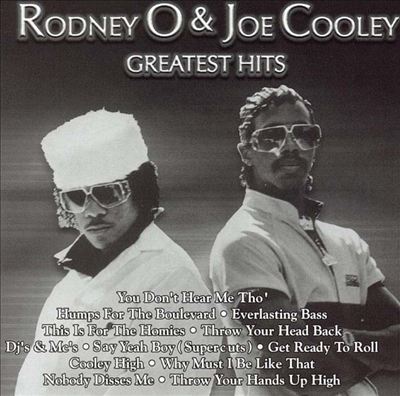 RODNEY O & JOE COOLEY
GREATEST HITS
You Don't Hear Me Tho'
Humps For The Boulevard • Everlasting Bass
This Is For The Homies • Throw Your Head Back
Dj's & Mc's • Say Yeah Boy (Supercuts) • Get Ready To Roll
Cooley High • Why Must I Be Like That
Nobody Disses Me • Throw Your Hands Up High